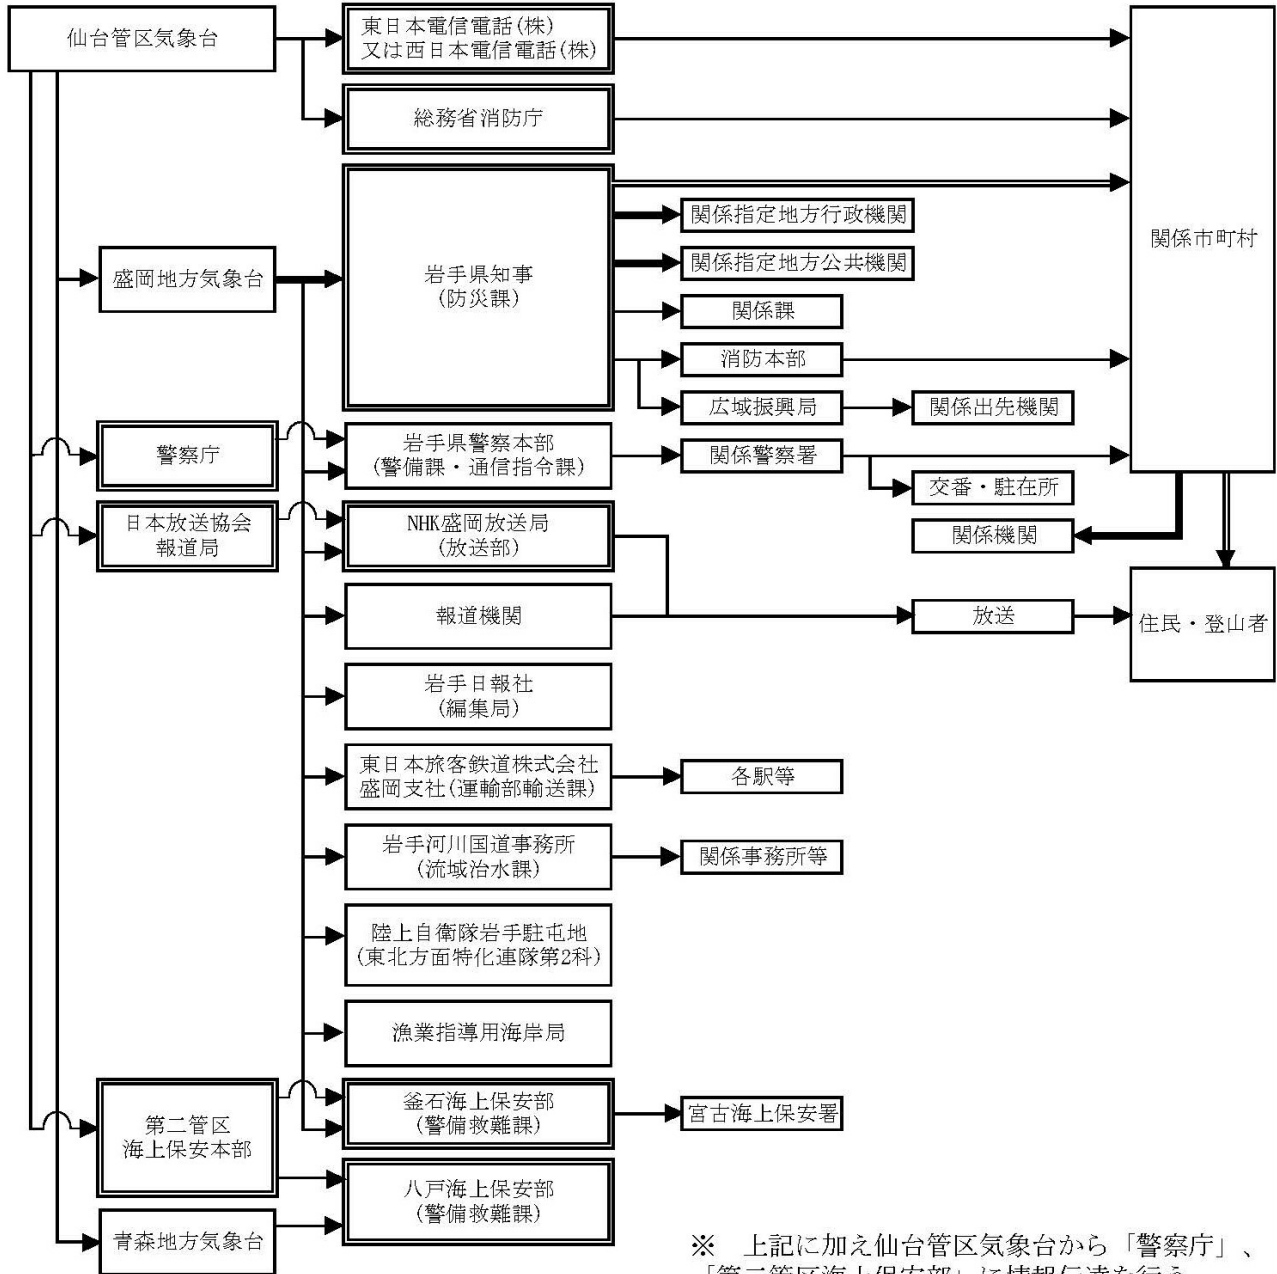 仙台管区気象台
東日本電信電話(株)
又は西日本電信電話(株)
総務省消防庁
関係市町村
盛岡地方気象台
岩手県知事
(防災課)
関係指定地方行政機関
関係指定地方公共機関
関係課
消防本部
広域振興局
関係出先機関
警察庁
岩手県警察本部
(警備課・通信指令課)
関係警察署
交番・駐在所
日本放送協会
報道局
NHK盛岡放送局
(放送部)
関係機関
報道機関
放送
住民・登山者
岩手日報社
(編集局)
東日本旅客鉄道株式会社
盛岡支社(運輸部輸送課)
各駅等
岩手河川国道事務所
(流域治水課)
関係事務所等
陸上自衛隊岩手駐屯地
(東北方面特化連隊第2科)
漁業指導用海岸局
第二管区
海上保安本部
釜石海上保安部
(警備救難課)
宮古海上保安署
八戸海上保安部
(警備救難課)
青森地方気象台
※　上記に加え仙台管区気象台から「警察庁」、